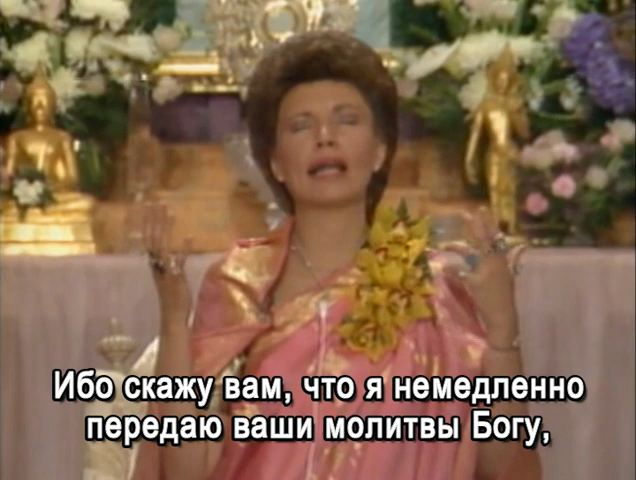 Ибо скажу вам, что я немедленно
передаю ваши молитвы Богу,